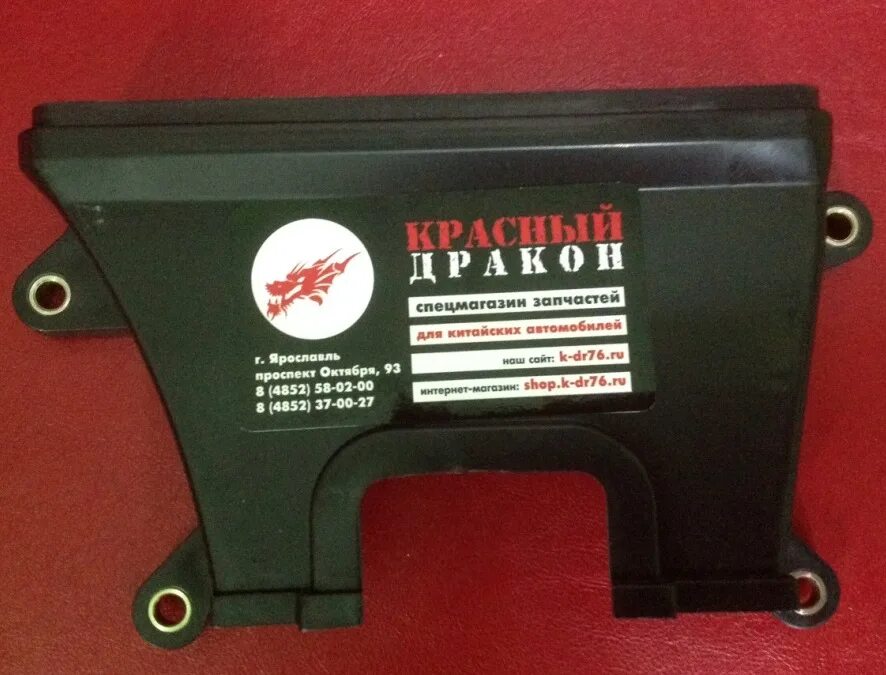 КРАСНЫЙ
ДРАКОН
спецмагазин запчастей
для китайских автомобилей
наш сайт: k-dr76.ru
интернет-магазин: shop.k-dr76.ru
г. Ярославль
проспект Октября, 93
8 (4852) 58-02-00
8 (4852) 37-00-27